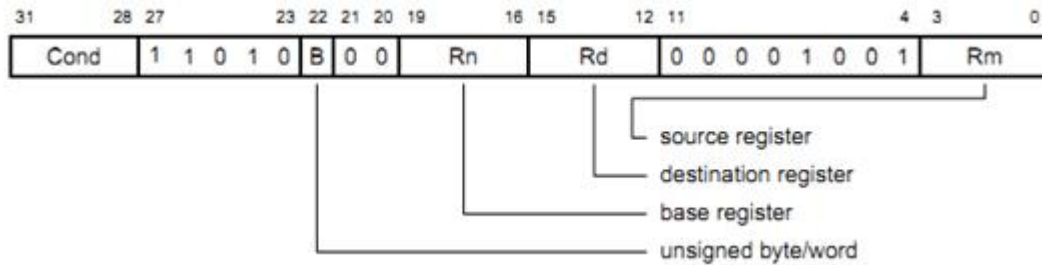 31 28 27 23 22 21 20 19 16 15 12 11 4 3 0
Cond 1 1 0 1 0 B 0 0 Rn Rd 0 0 0 0 1 0 0 1 Rm
source register
destination register
base register
unsigned byte/word